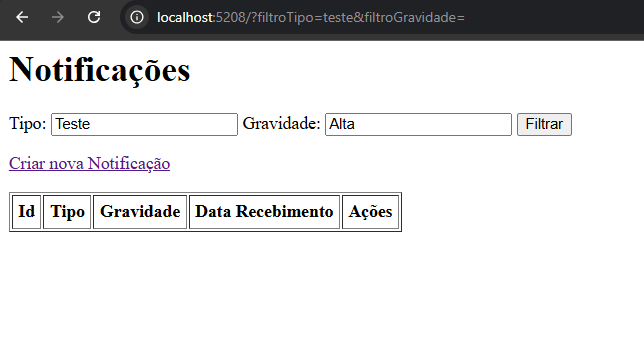 localhost:5208/?filtroTipo=teste&filtroGravidade=
Notificações
Tipo: Teste Gravidade: Alta Filtrar
Criar nova Notificação
Id Tipo Gravidade Data Recebimento Ações